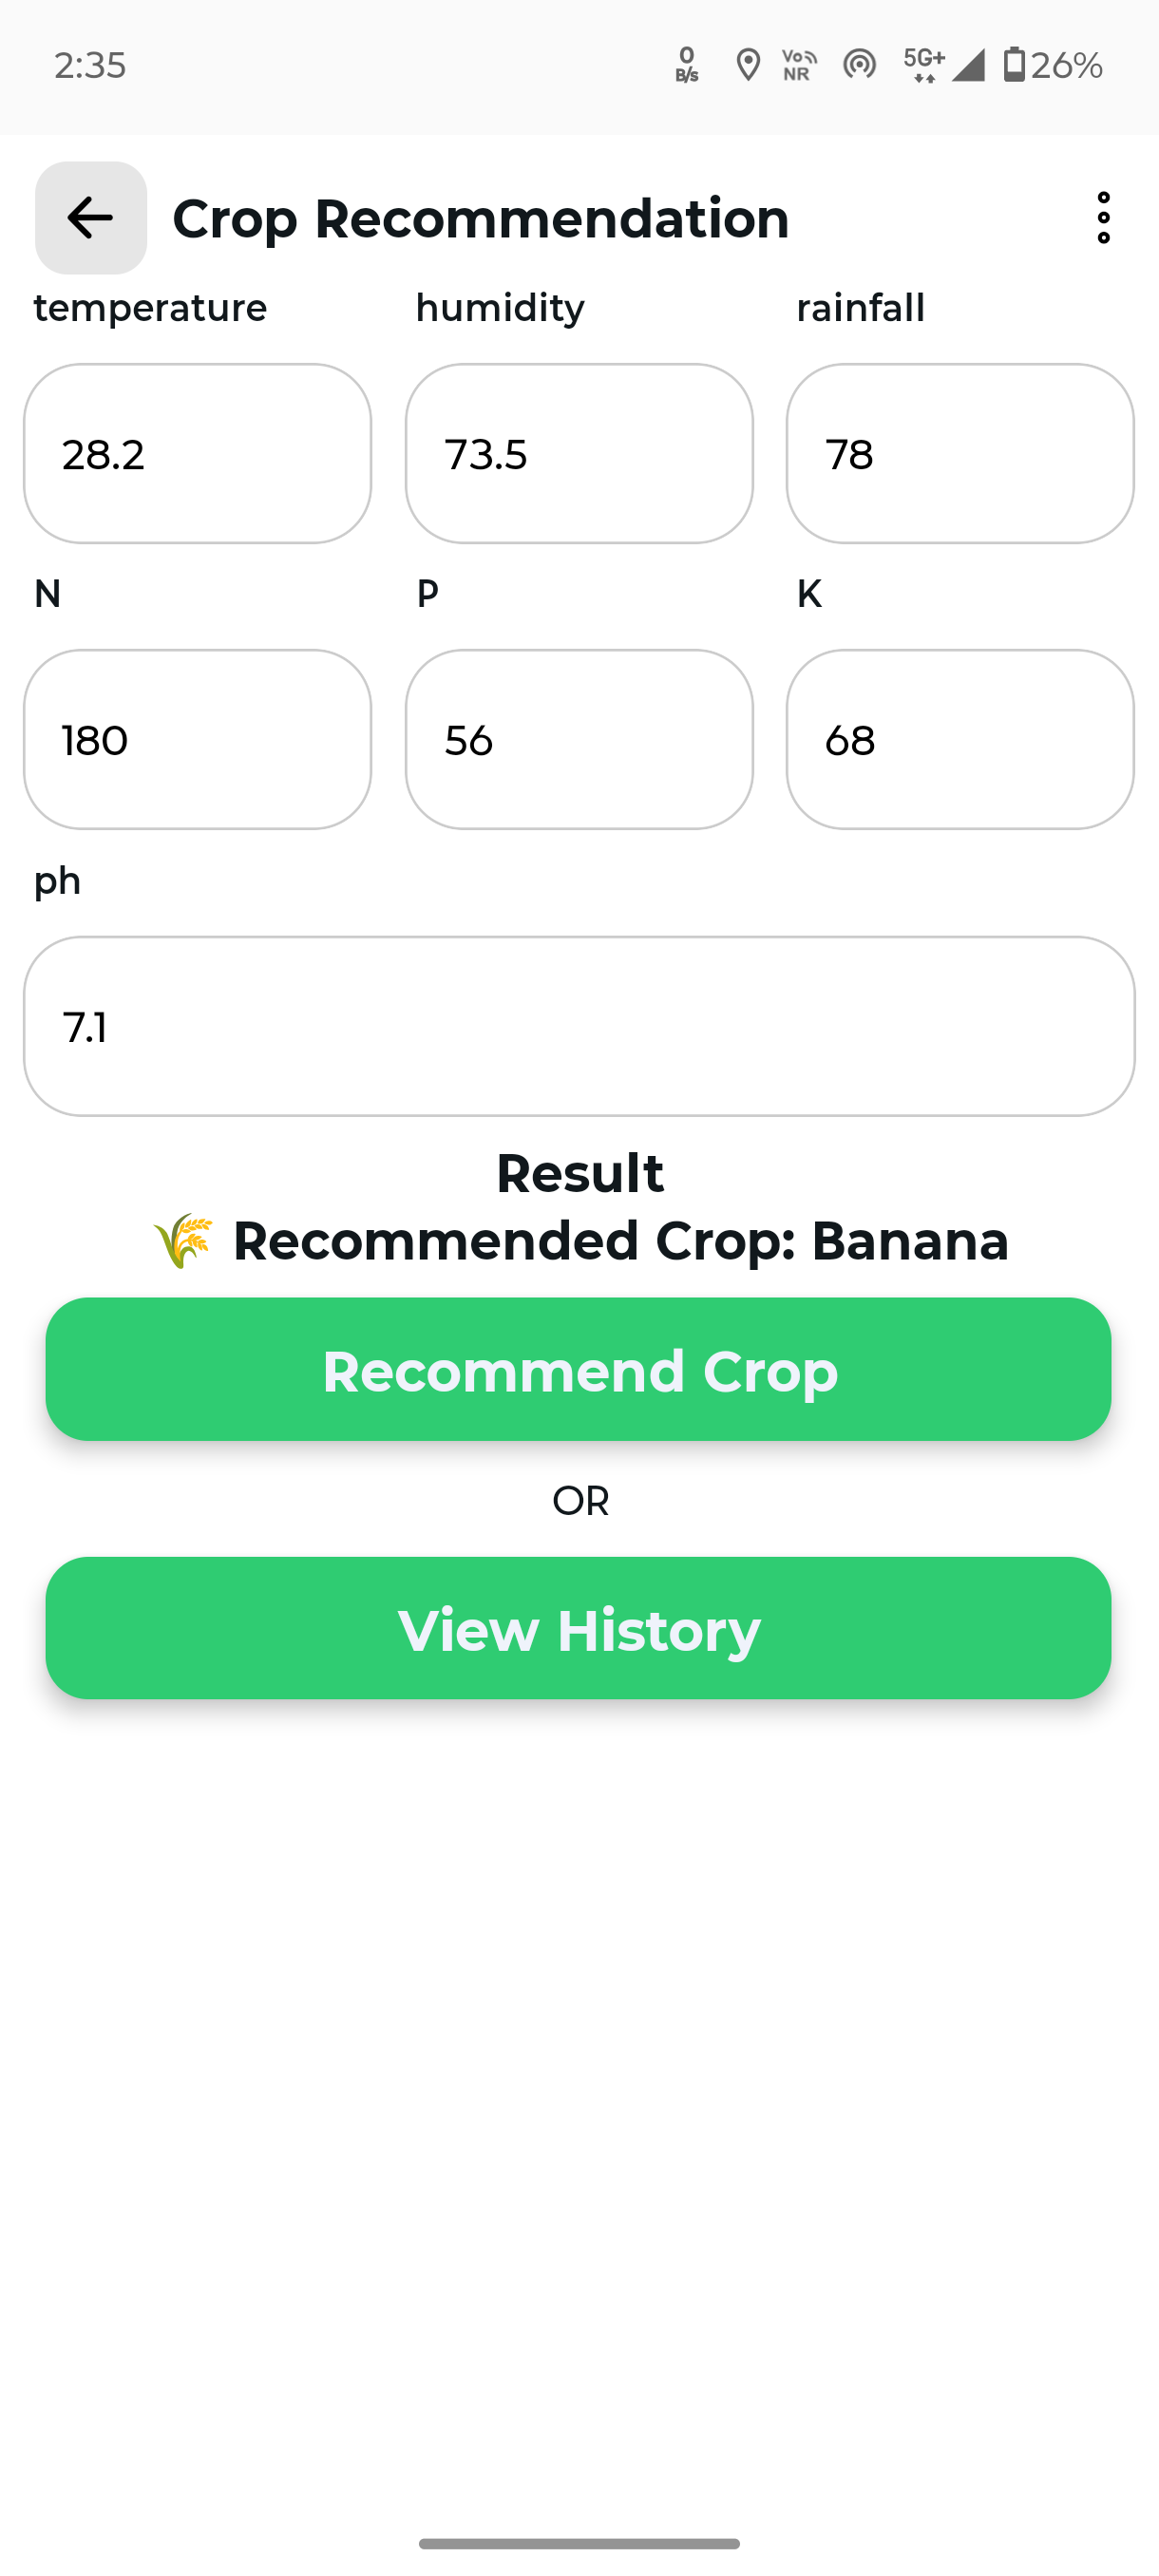 2:35 0 B/s Vo NR 5G+ 26%
Crop Recommendation
temperature humidity rainfall
28.2 73.5 78
N P K
180 56 68
ph
7.1
Result
🌾 Recommended Crop: Banana
Recommend Crop
OR
View History